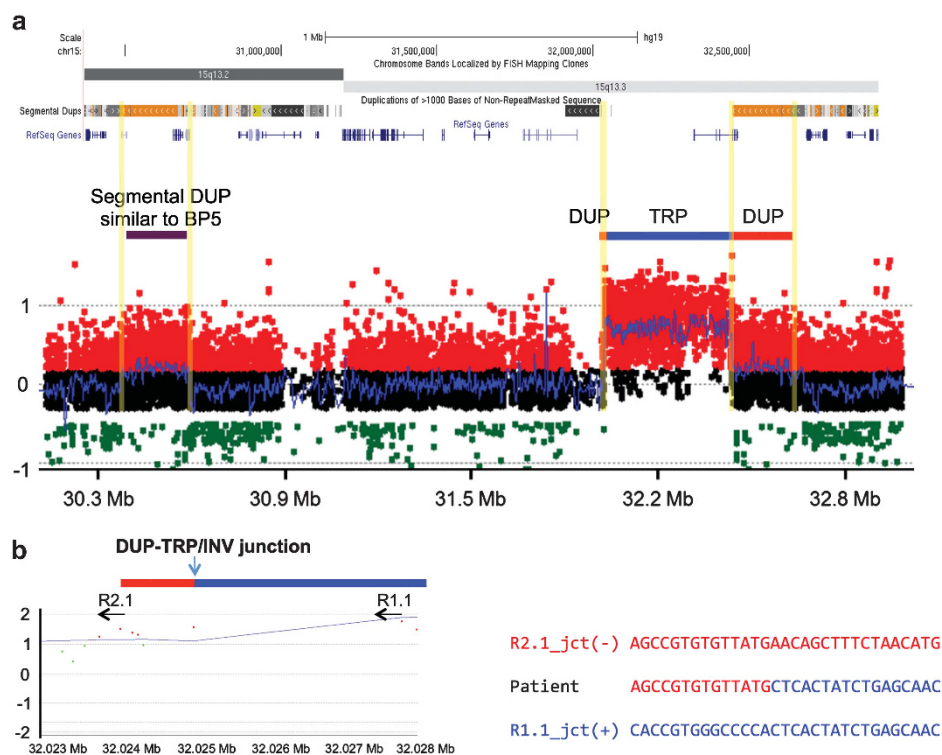 a
Scale
1 Mb
hg19
chr15:
31,000,000
31,500,000
32,000,000
32,500,000
Chromosome Bands Localized by FISH Mapping Clones
15q13.2
15q13.3
Duplications of >1000 Bases of Non-RepeatMasked Sequence
Segmental Dups
RefSeq Genes
RefSeq Genes
Segmental DUP
similar to BP5
DUP
TRP
DUP
1
0
-1
30.3 Mb
30.9 Mb
31.5 Mb
32.2 Mb
32.8 Mb
b
DUP-TRP/INV junction
R2.1
R1.1
2
1
0
-1
-2
32.023 Mb
32.024 Mb
32.025 Mb
32.026 Mb
32.027 Mb
32.028 Mb
R2.1_jct(-) AGCCGTGTGTTATGAACAGCTTTCTAACATG
Patient AGCCGTGTGTTATGCTCACTATCTGAGCAAC
R1.1_jct(+) CACCGTGGGCCCCACTCACTATCTGAGCAAC